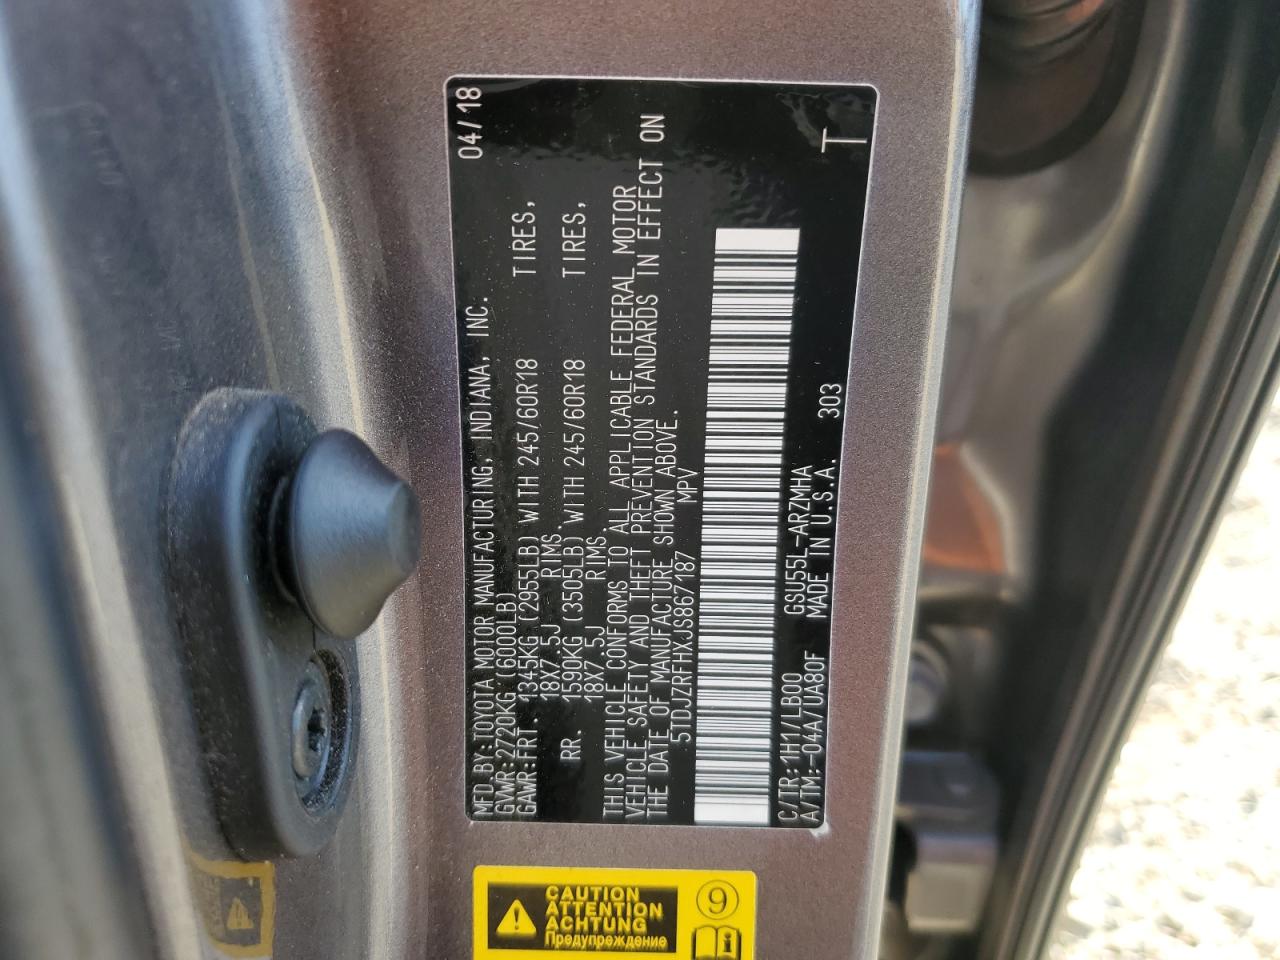 04/18
MFD. BY: TOYOTA MOTOR MANUFACTURING, INDIANA, INC.
GVWR: 2720KG (6000LB)
GAWR: FRT. 1345KG (2955LB) WITH 245/60R18 TIRES,
18X7.5J RIMS.
RR. 1590KG (3505LB) WITH 245/60R18 TIRES,
18X7.5J RIMS
THIS VEHICLE CONFORMS TO ALL APPLICABLE FEDERAL MOTOR
VEHICLE SAFETY AND THEFT PREVENTION STANDARDS IN EFFECT ON
THE DATE OF MANUFACTURE SHOWN ABOVE.
5TDJZRFHXJS867187 MPV
C/TR: 1H1/LB00 GSU55L-ARZMHA
A/TM:-04A/UA80F MADE IN U.S.A. 303
T
CAUTION
ATTENTION
ACHTUNG
Предупреждение
9